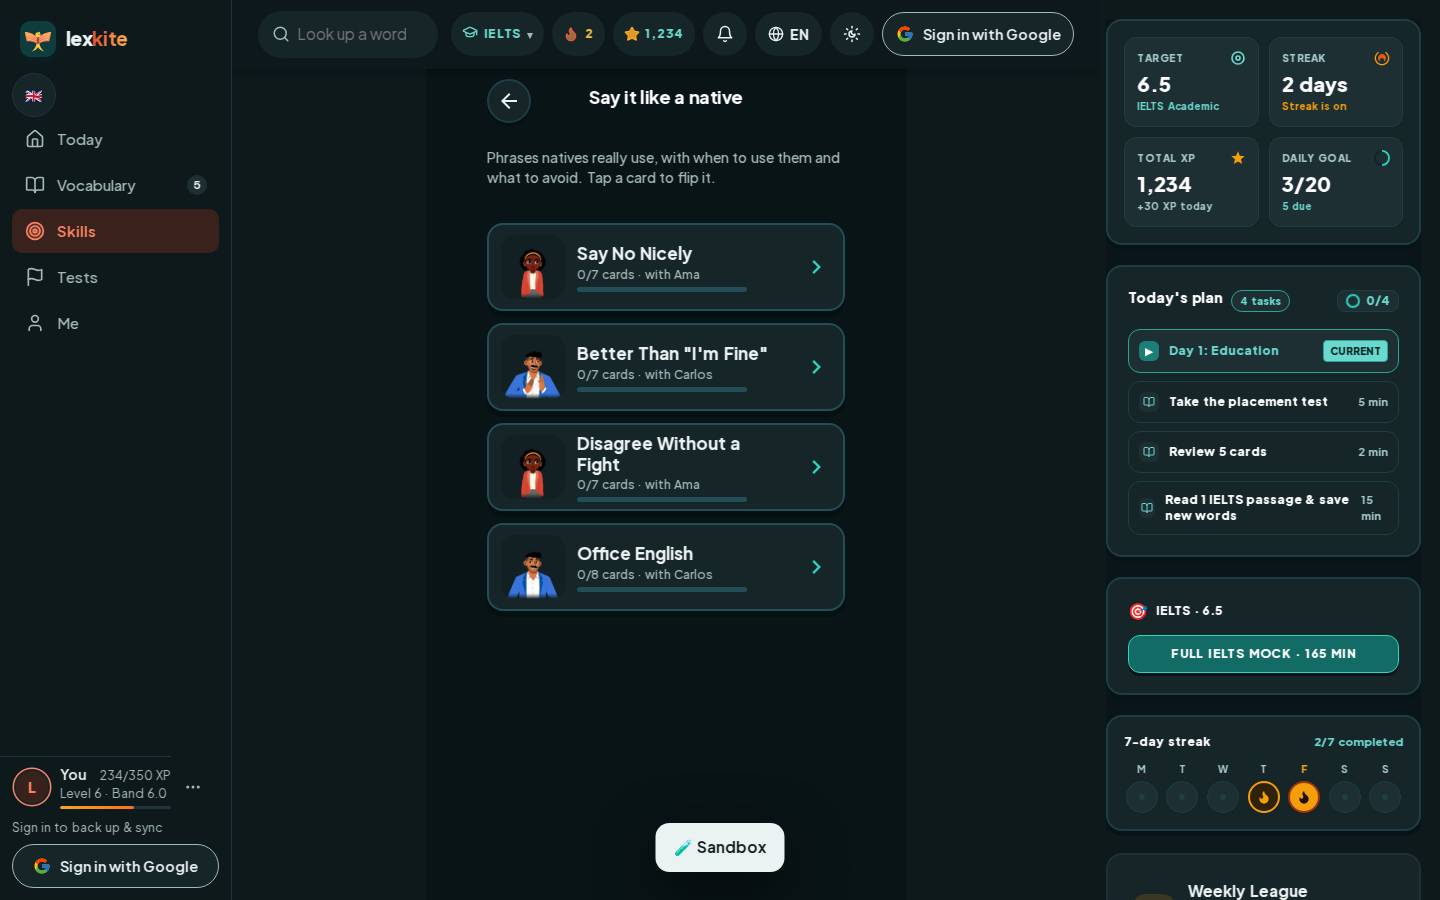 lexkite
Today
Vocabulary 5
Skills
Tests
Me
L
You 234/350 XP
Level 6 · Band 6.0
Sign in to back up & sync
Sign in with Google
Look up a word
IELTS ▾
2
1,234
EN
Sign in with Google
Say it like a native
Phrases natives really use, with when to use them and
what to avoid. Tap a card to flip it.
Say No Nicely
0/7 cards · with Ama
Better Than "I'm Fine"
0/7 cards · with Carlos
Disagree Without a
Fight
0/7 cards · with Ama
Office English
0/8 cards · with Carlos
🧪 Sandbox
TARGET
6.5
IELTS Academic
STREAK
2 days
Streak is on
TOTAL XP
1,234
+30 XP today
DAILY GOAL
3/20
5 due
Today's plan 4 tasks 0/4
Day 1: Education CURRENT
Take the placement test 5 min
Review 5 cards 2 min
Read 1 IELTS passage & save 15
new words min
🎯 IELTS · 6.5
FULL IELTS MOCK · 165 MIN
7-day streak 2/7 completed
M T W T F S S
Weekly League